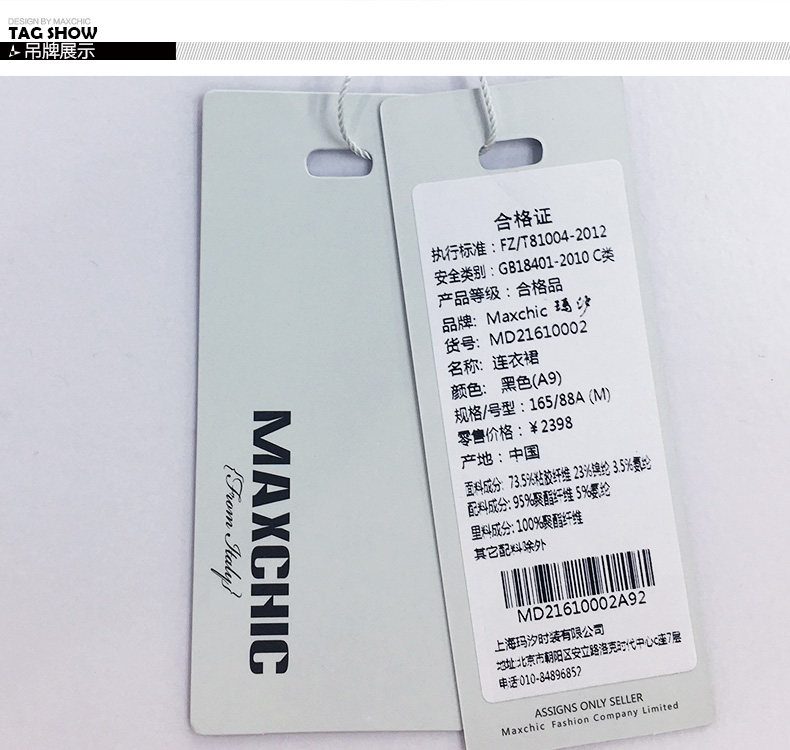 DESIGN BY MAXCHIC
TAG SHOW
吊牌展示
MAXCHIC
{From Italy}
合格证
执行标准：FZ/T81004-2012
安全类别：GB18401-2010 C类
产品等级：合格品
品牌: Maxchic 玛汐
货号: MD21610002
名称: 连衣裙
颜色: 黑色(A9)
规格/号型：165/88A (M)
零售价格：￥2398
产地：中国
面料成分: 73.5%粘胶纤维 23%锦纶 3.5%氨纶
配料成分: 95%聚酯纤维 5%氨纶
里料成分: 100%聚酯纤维
其它配料除外
MD21610002A92
上海玛汐时装有限公司
地址:北京市朝阳区安立路洛克时代中心c座7层
电话:010-84896852
ASSIGNS ONLY SELLER
Maxchic Fashion Company Limited